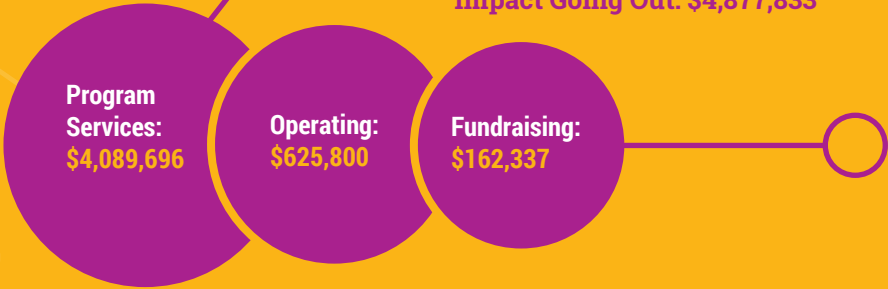 Impact Going Out: $4,877,833
Program
Services:
$4,089,696
Operating:
$625,800
Fundraising:
$162,337